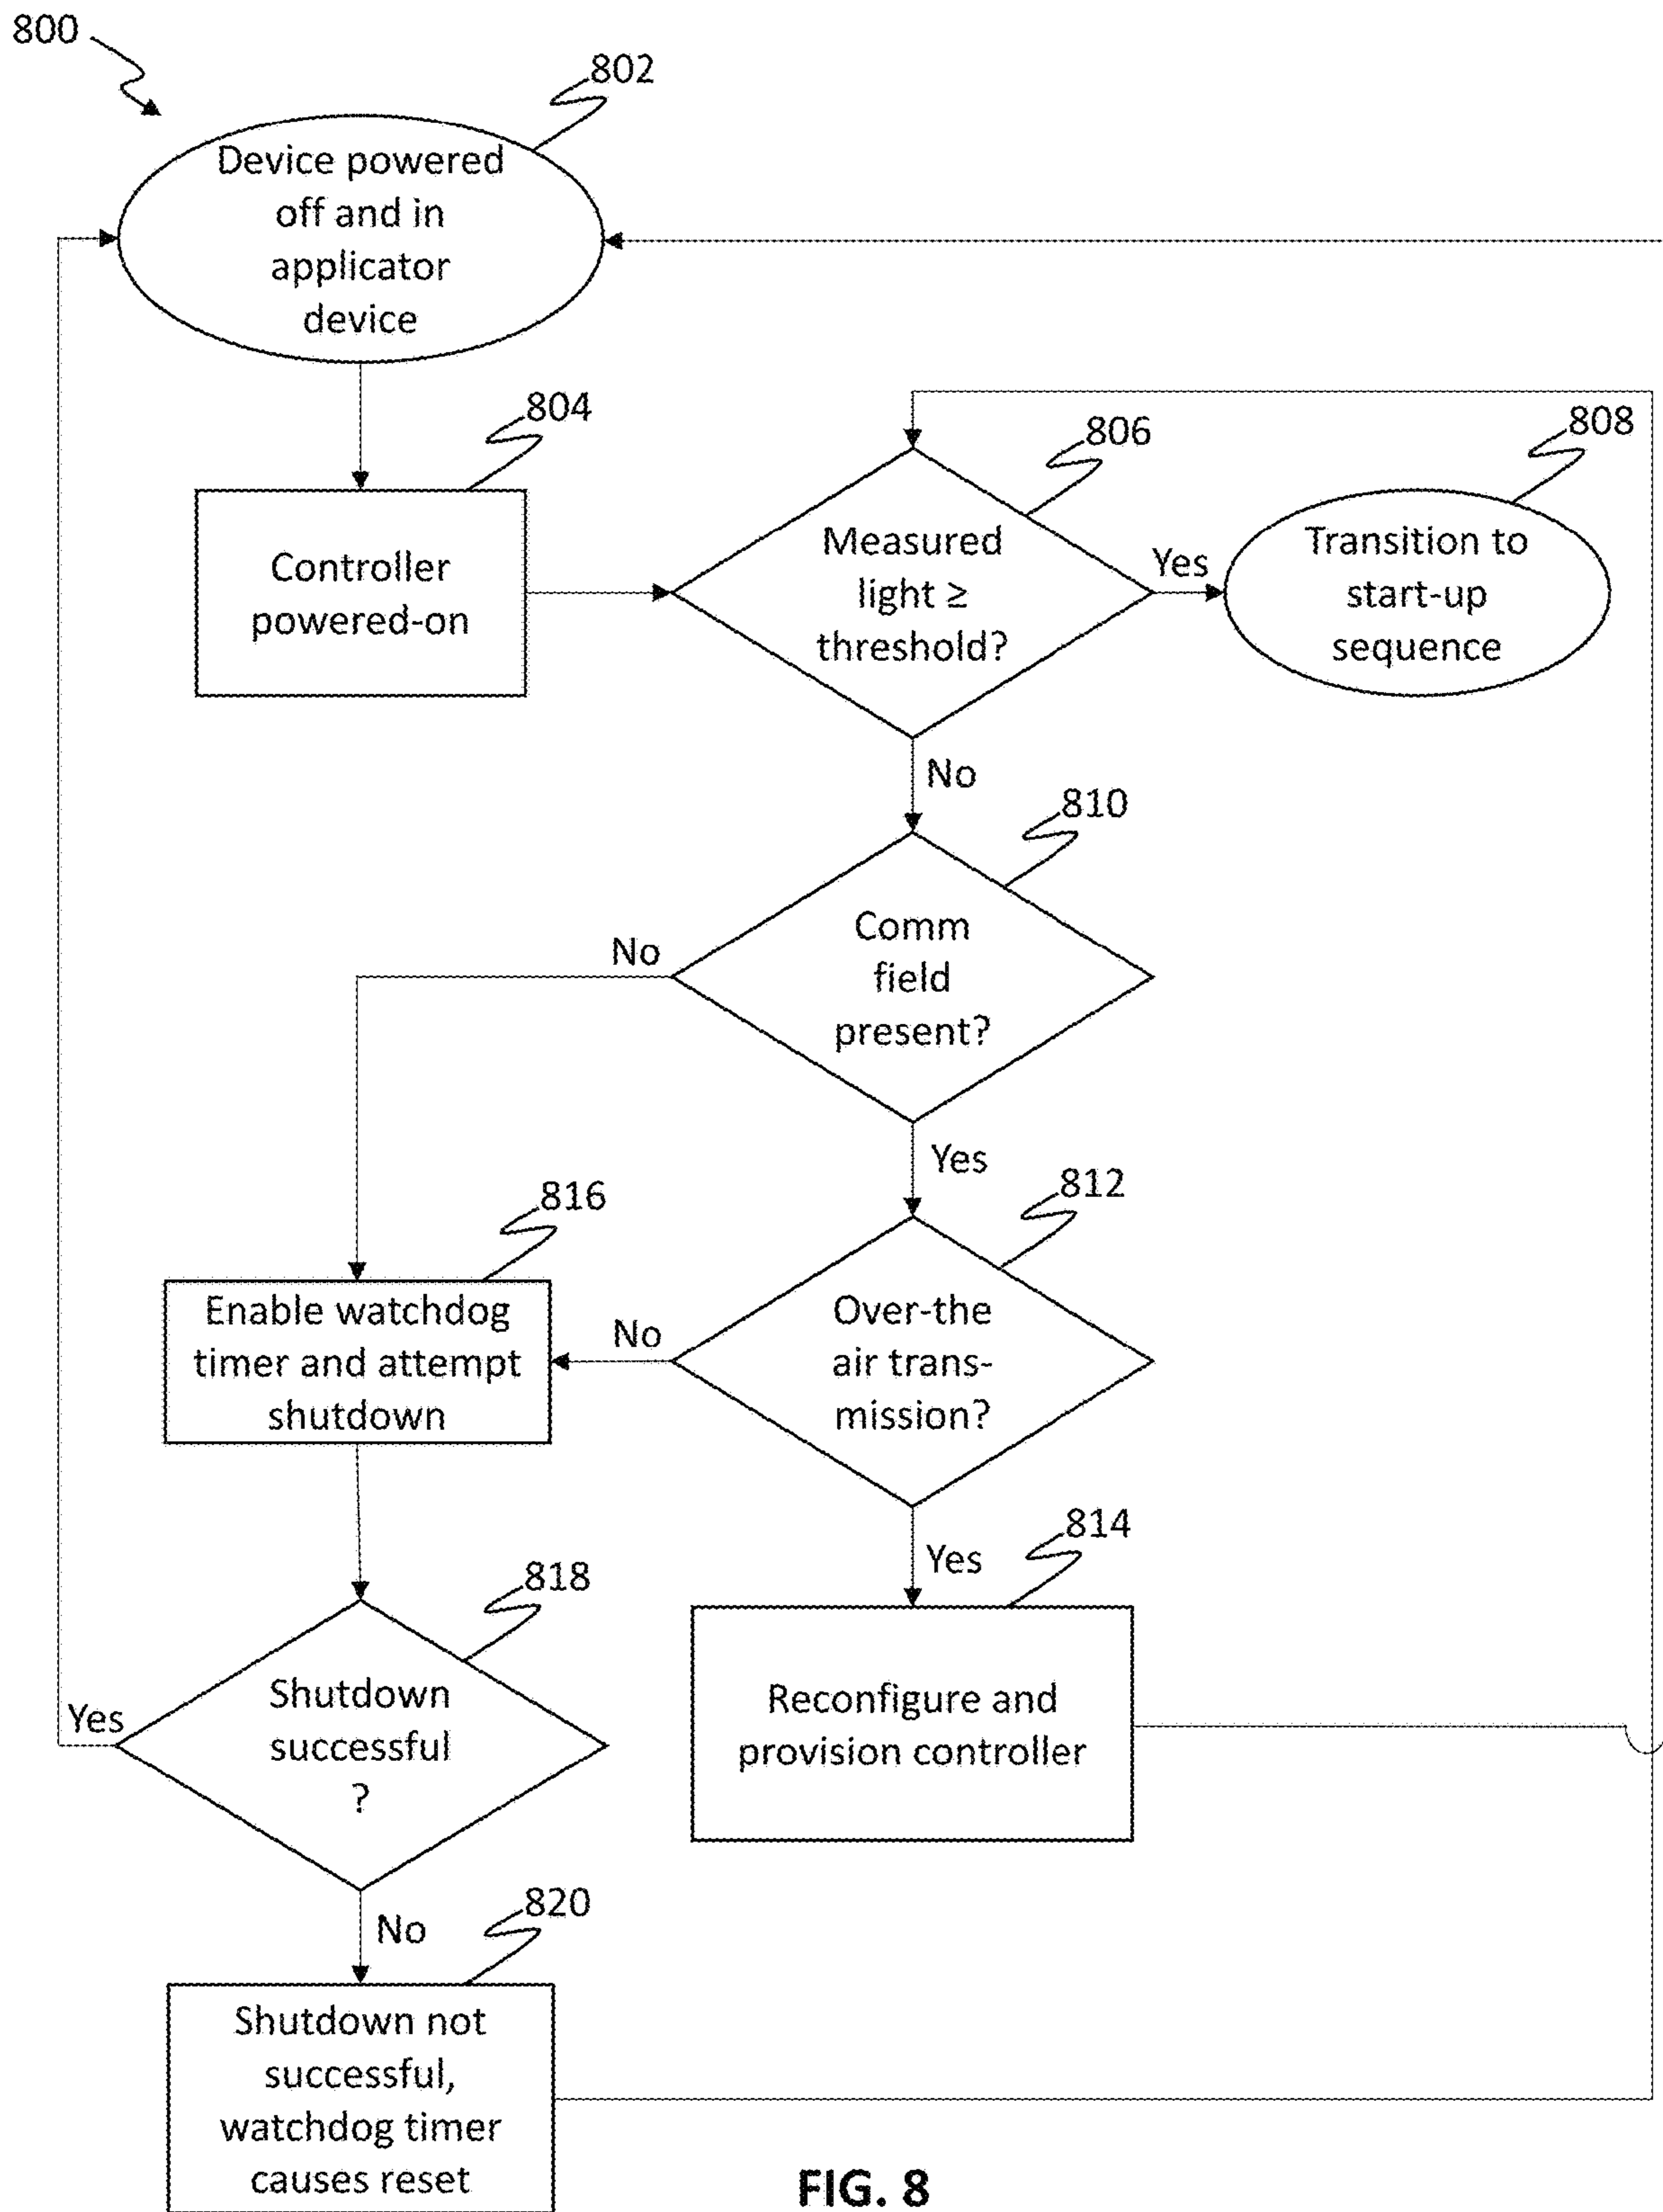 800
802
Device powered
off and in
applicator
device
804
Controller
powered-on
806
Measured
light ≥
threshold?
Yes
808
Transition to
start-up
sequence
No
810
Comm
field
present?
No
Yes
812
Over-the
air trans-
mission?
No
816
Enable watchdog
timer and attempt
shutdown
Yes
814
Reconfigure and
provision controller
818
Shutdown
successful
?
Yes
No
820
Shutdown not
successful,
watchdog timer
causes reset
FIG. 8